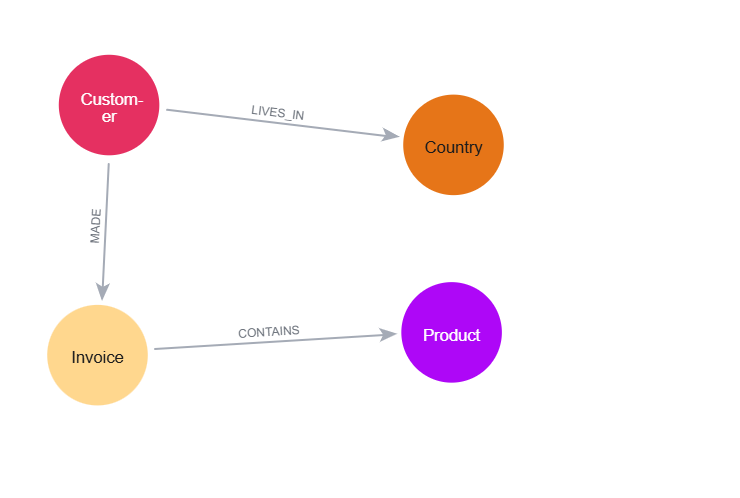 Custom-
er
LIVES_IN
Country
MADE
Invoice
CONTAINS
Product